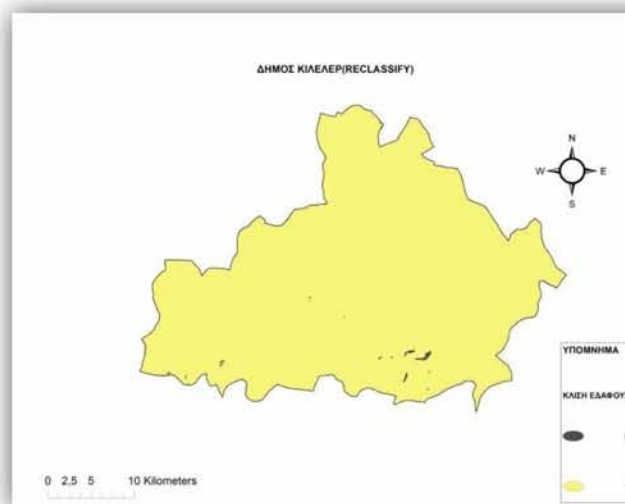 ΔΗΜΟΣ ΚΙΛΕΛΕΡ(RECLASSIFY)
N
W E
S
ΥΠΟΜΝΗΜΑ
ΚΛΙΣΗ ΕΔΑΦΟΥ
0 2,5 5 10 Kilometers